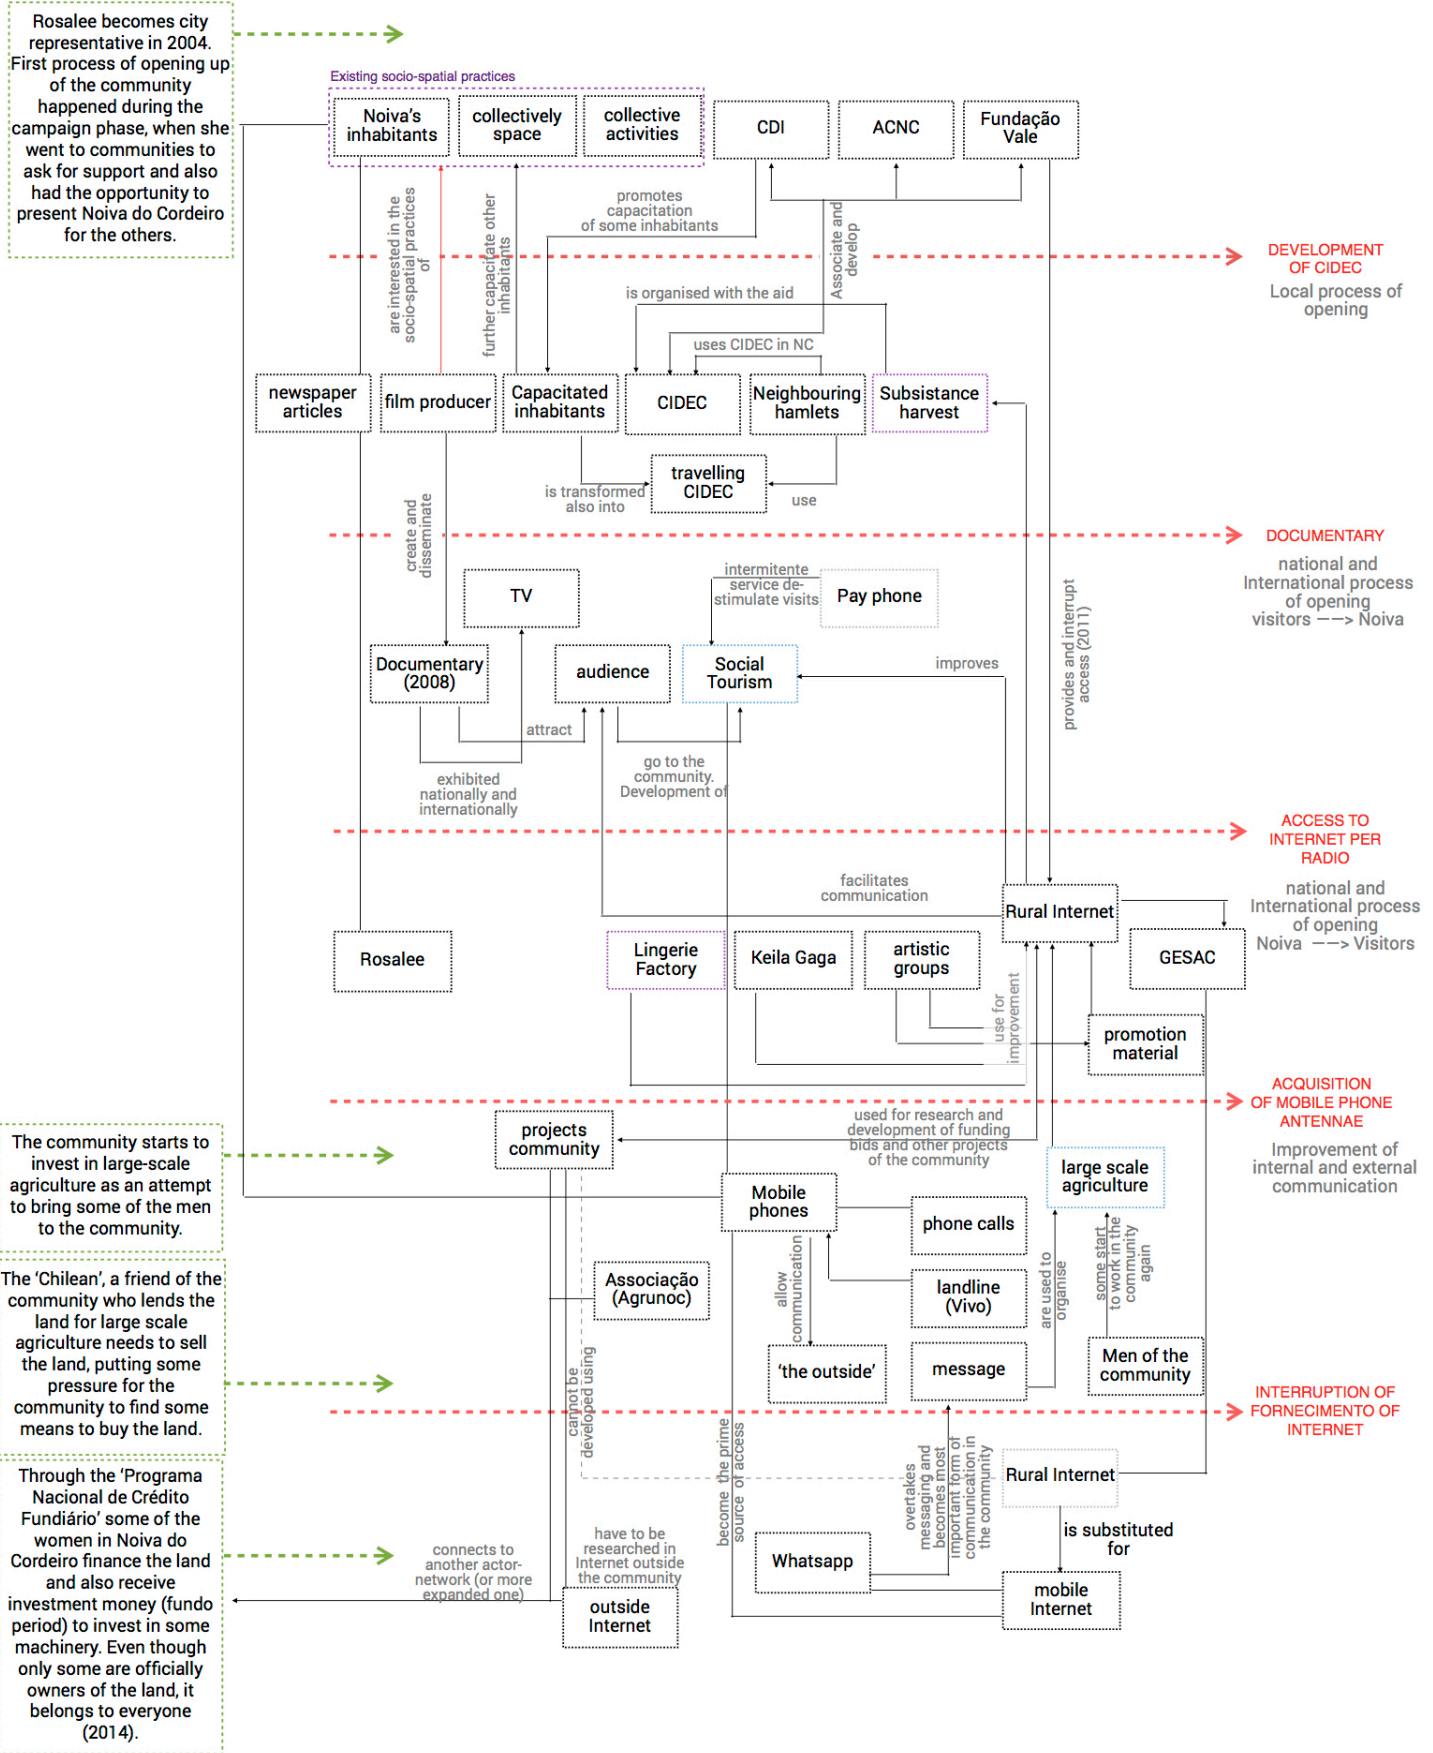 Rosalee becomes city
representative in 2004.
First process of opening up
of the community
happened during the
campaign phase, when she
went to communities to
ask for support and also
had the opportunity to
present Noiva do Cordeiro
for the others.
Existing socio-spatial practices
Noiva's
inhabitants
collectively
space
collective
activities
CDI
ACNC
Fundação
Vale
promotes
capacitation
of some inhabitants
are interested in the
socio-spatial practices
of
further capacitate other
inhabitants
Associate and
develop
DEVELOPMENT
OF CIDEC
Local process of
opening
is organised with the aid
uses CIDEC in NC
newspaper
articles
film producer
Capacitated
inhabitants
CIDEC
Neighbouring
hamlets
Subsistance
harvest
travelling
CIDEC
is transformed
also into
use
create and
disseminate
DOCUMENTARY
national and
International process
of opening
visitors ——> Noiva
TV
intermitente
service de-
stimulate visits
Pay phone
provides and interrupt
access (2011)
Documentary
(2008)
audience
Social
Tourism
improves
attract
exhibited
nationally and
internationally
go to the
community.
Development of
ACCESS TO
INTERNET PER
RADIO
national and
International process
of opening
Noiva ——> Visitors
facilitates
communication
Rural Internet
Rosalee
Lingerie
Factory
Keila Gaga
artistic
groups
GESAC
use for
improvement
promotion
material
ACQUISITION
OF MOBILE PHONE
ANTENNAE
Improvement of
internal and external
communication
The community starts to
invest in large-scale
agriculture as an attempt
to bring some of the men
to the community.
projects
community
used for research and
development of funding
bids and other projects
of the community
large scale
agriculture
Mobile
phones
phone calls
The 'Chilean', a friend of the
community who lends the
land for large scale
agriculture needs to sell
the land, putting some
pressure for the
community to find some
means to buy the land.
Associação
(Agrunoc)
allow
communication
landline
(Vivo)
are used to
organise
some start
to work in the
community
again
'the outside'
message
Men of the
community
cannot be
developed using
INTERRUPTION OF
FORNECIMENTO OF
INTERNET
Through the 'Programa
Nacional de Crédito
Fundiário' some of the
women in Noiva do
Cordeiro finance the land
and also receive
investment money (fundo
period) to invest in some
machinery. Even though
only some are officially
owners of the land, it
belongs to everyone
(2014).
become the prime
source of access
overtakes
messaging and
becomes most
important form of
communication in
the community
Rural Internet
is substituted
for
connects to
another actor-
network (or more
expanded one)
have to be
researched in
Internet outside
the community
Whatsapp
outside
Internet
mobile
Internet